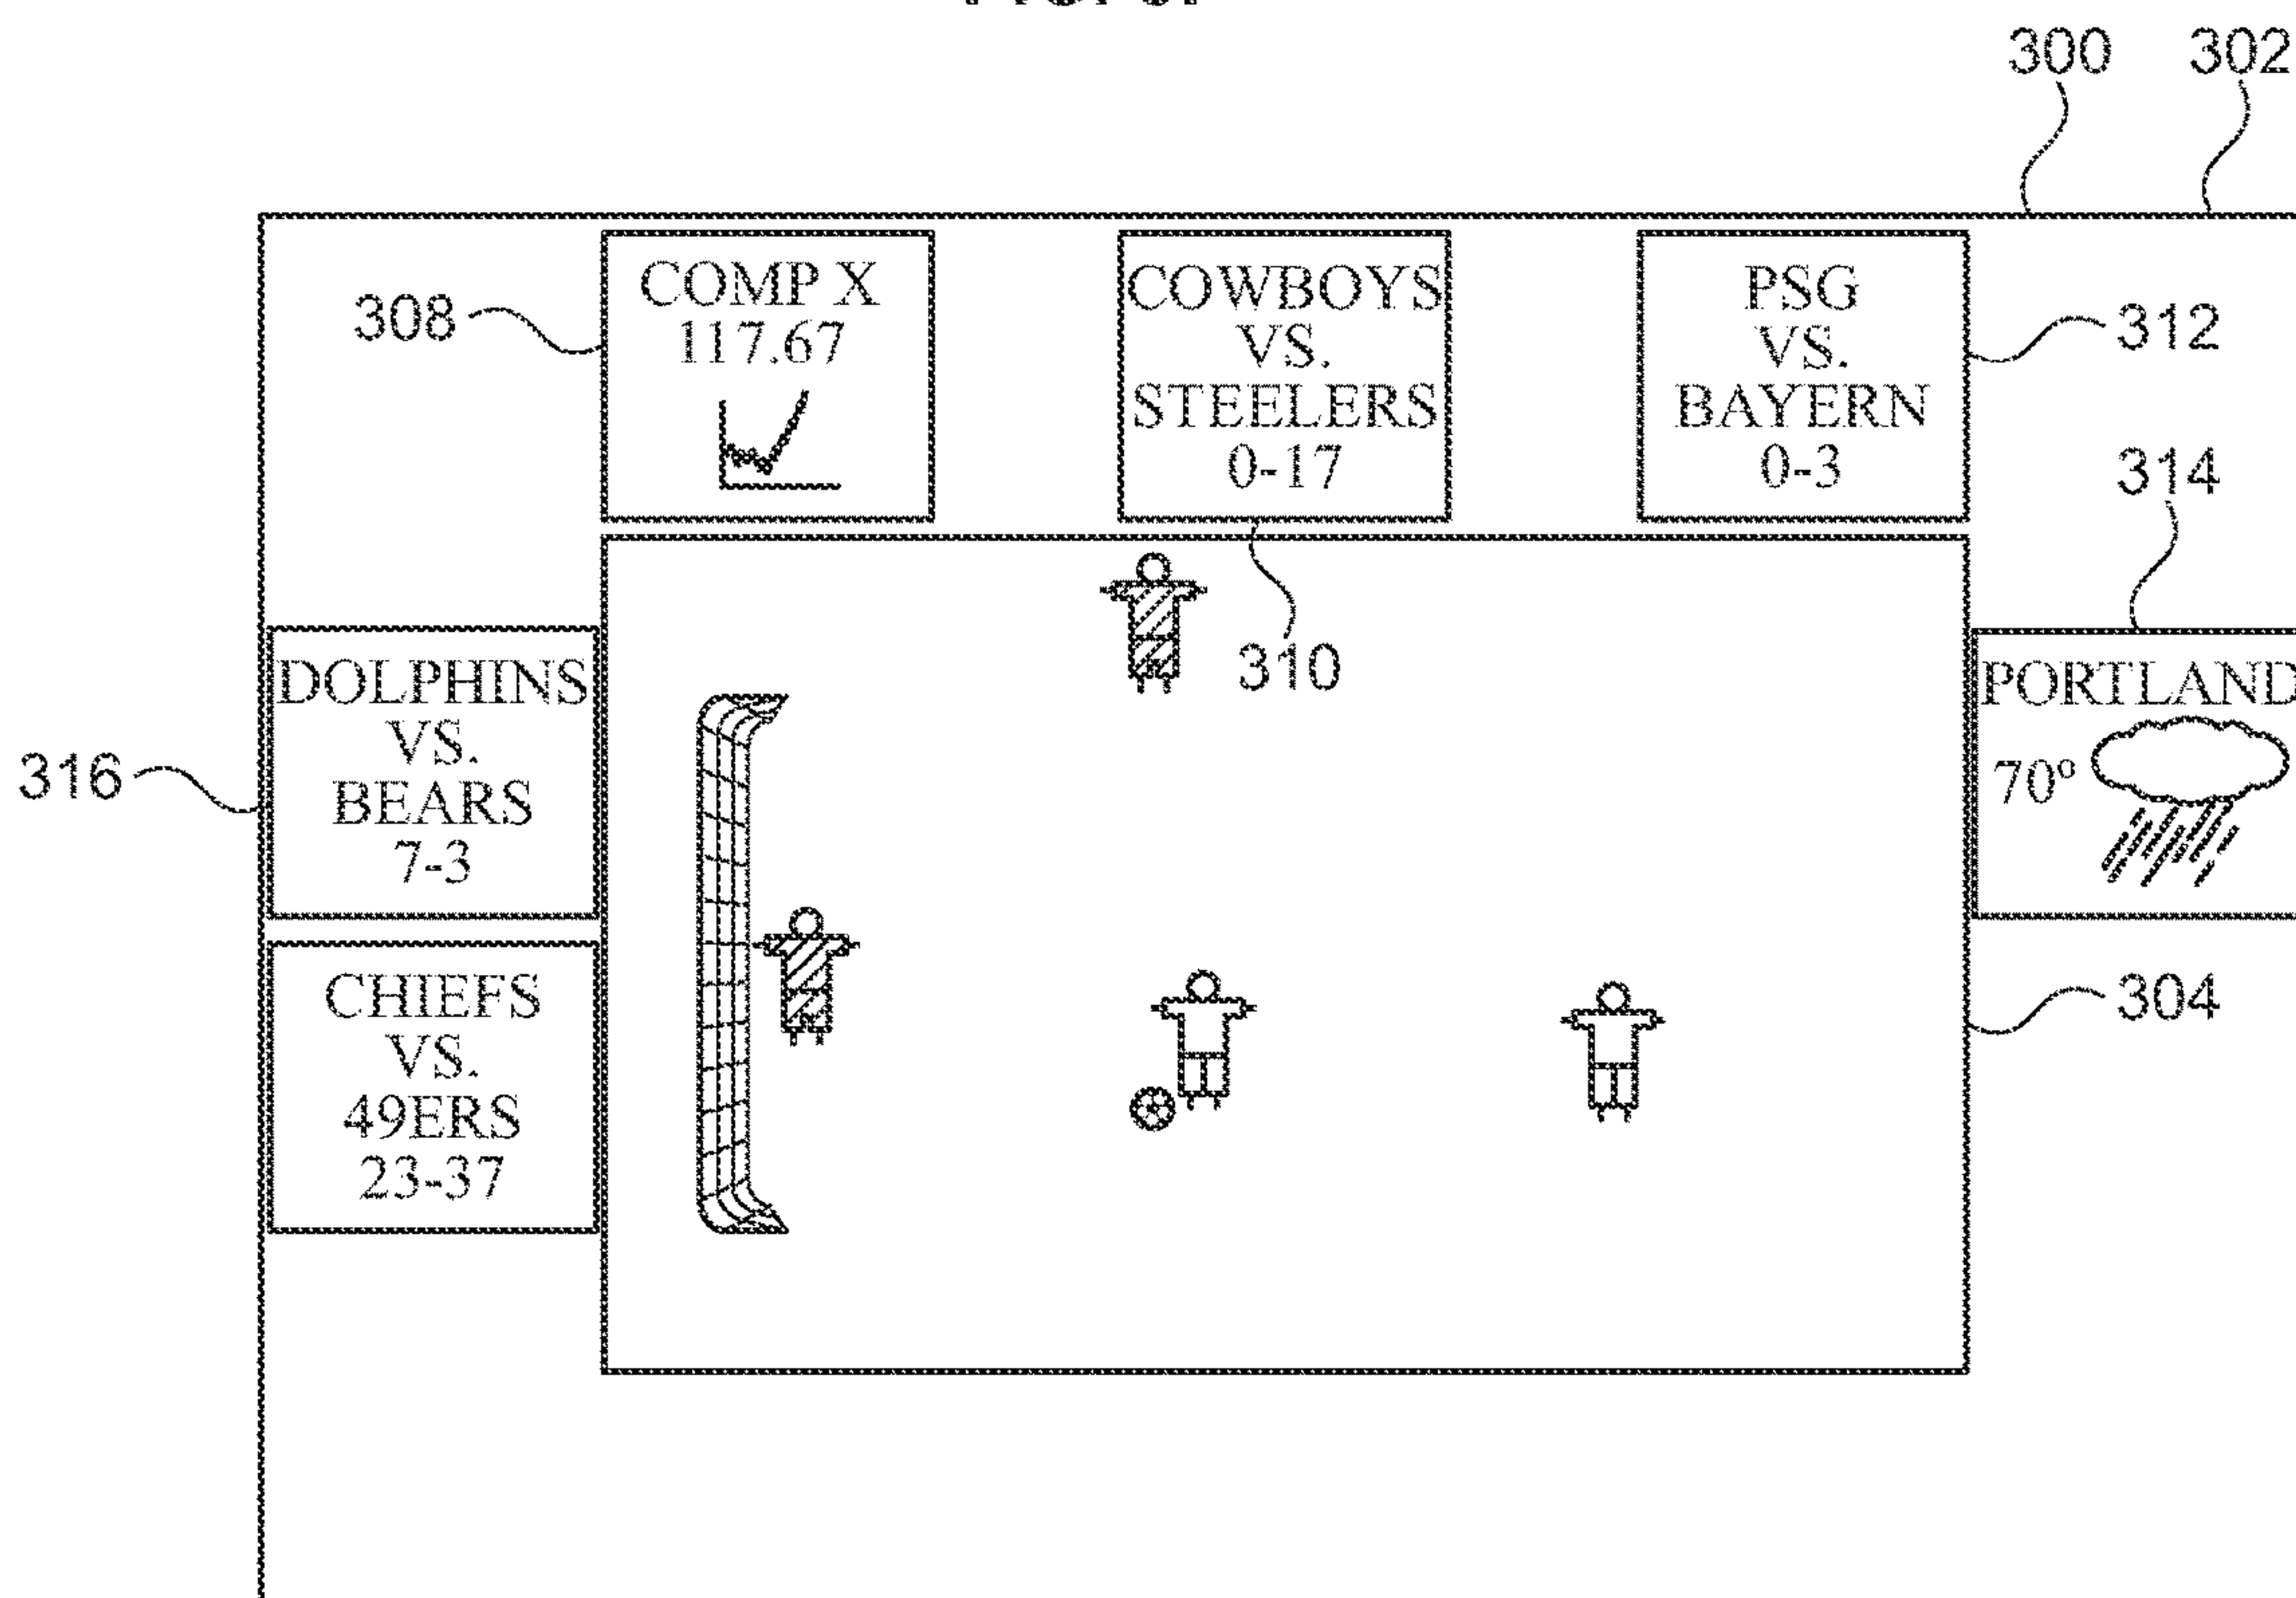 300 302
308
COMP X
117.67
COWBOYS
VS.
STEELERS
0-17
PSG
VS.
BAYERN
0-3
312
314
310
316
DOLPHINS
VS.
BEARS
7-3
PORTLAND
70º
CHIEFS
VS.
49ERS
23-37
304